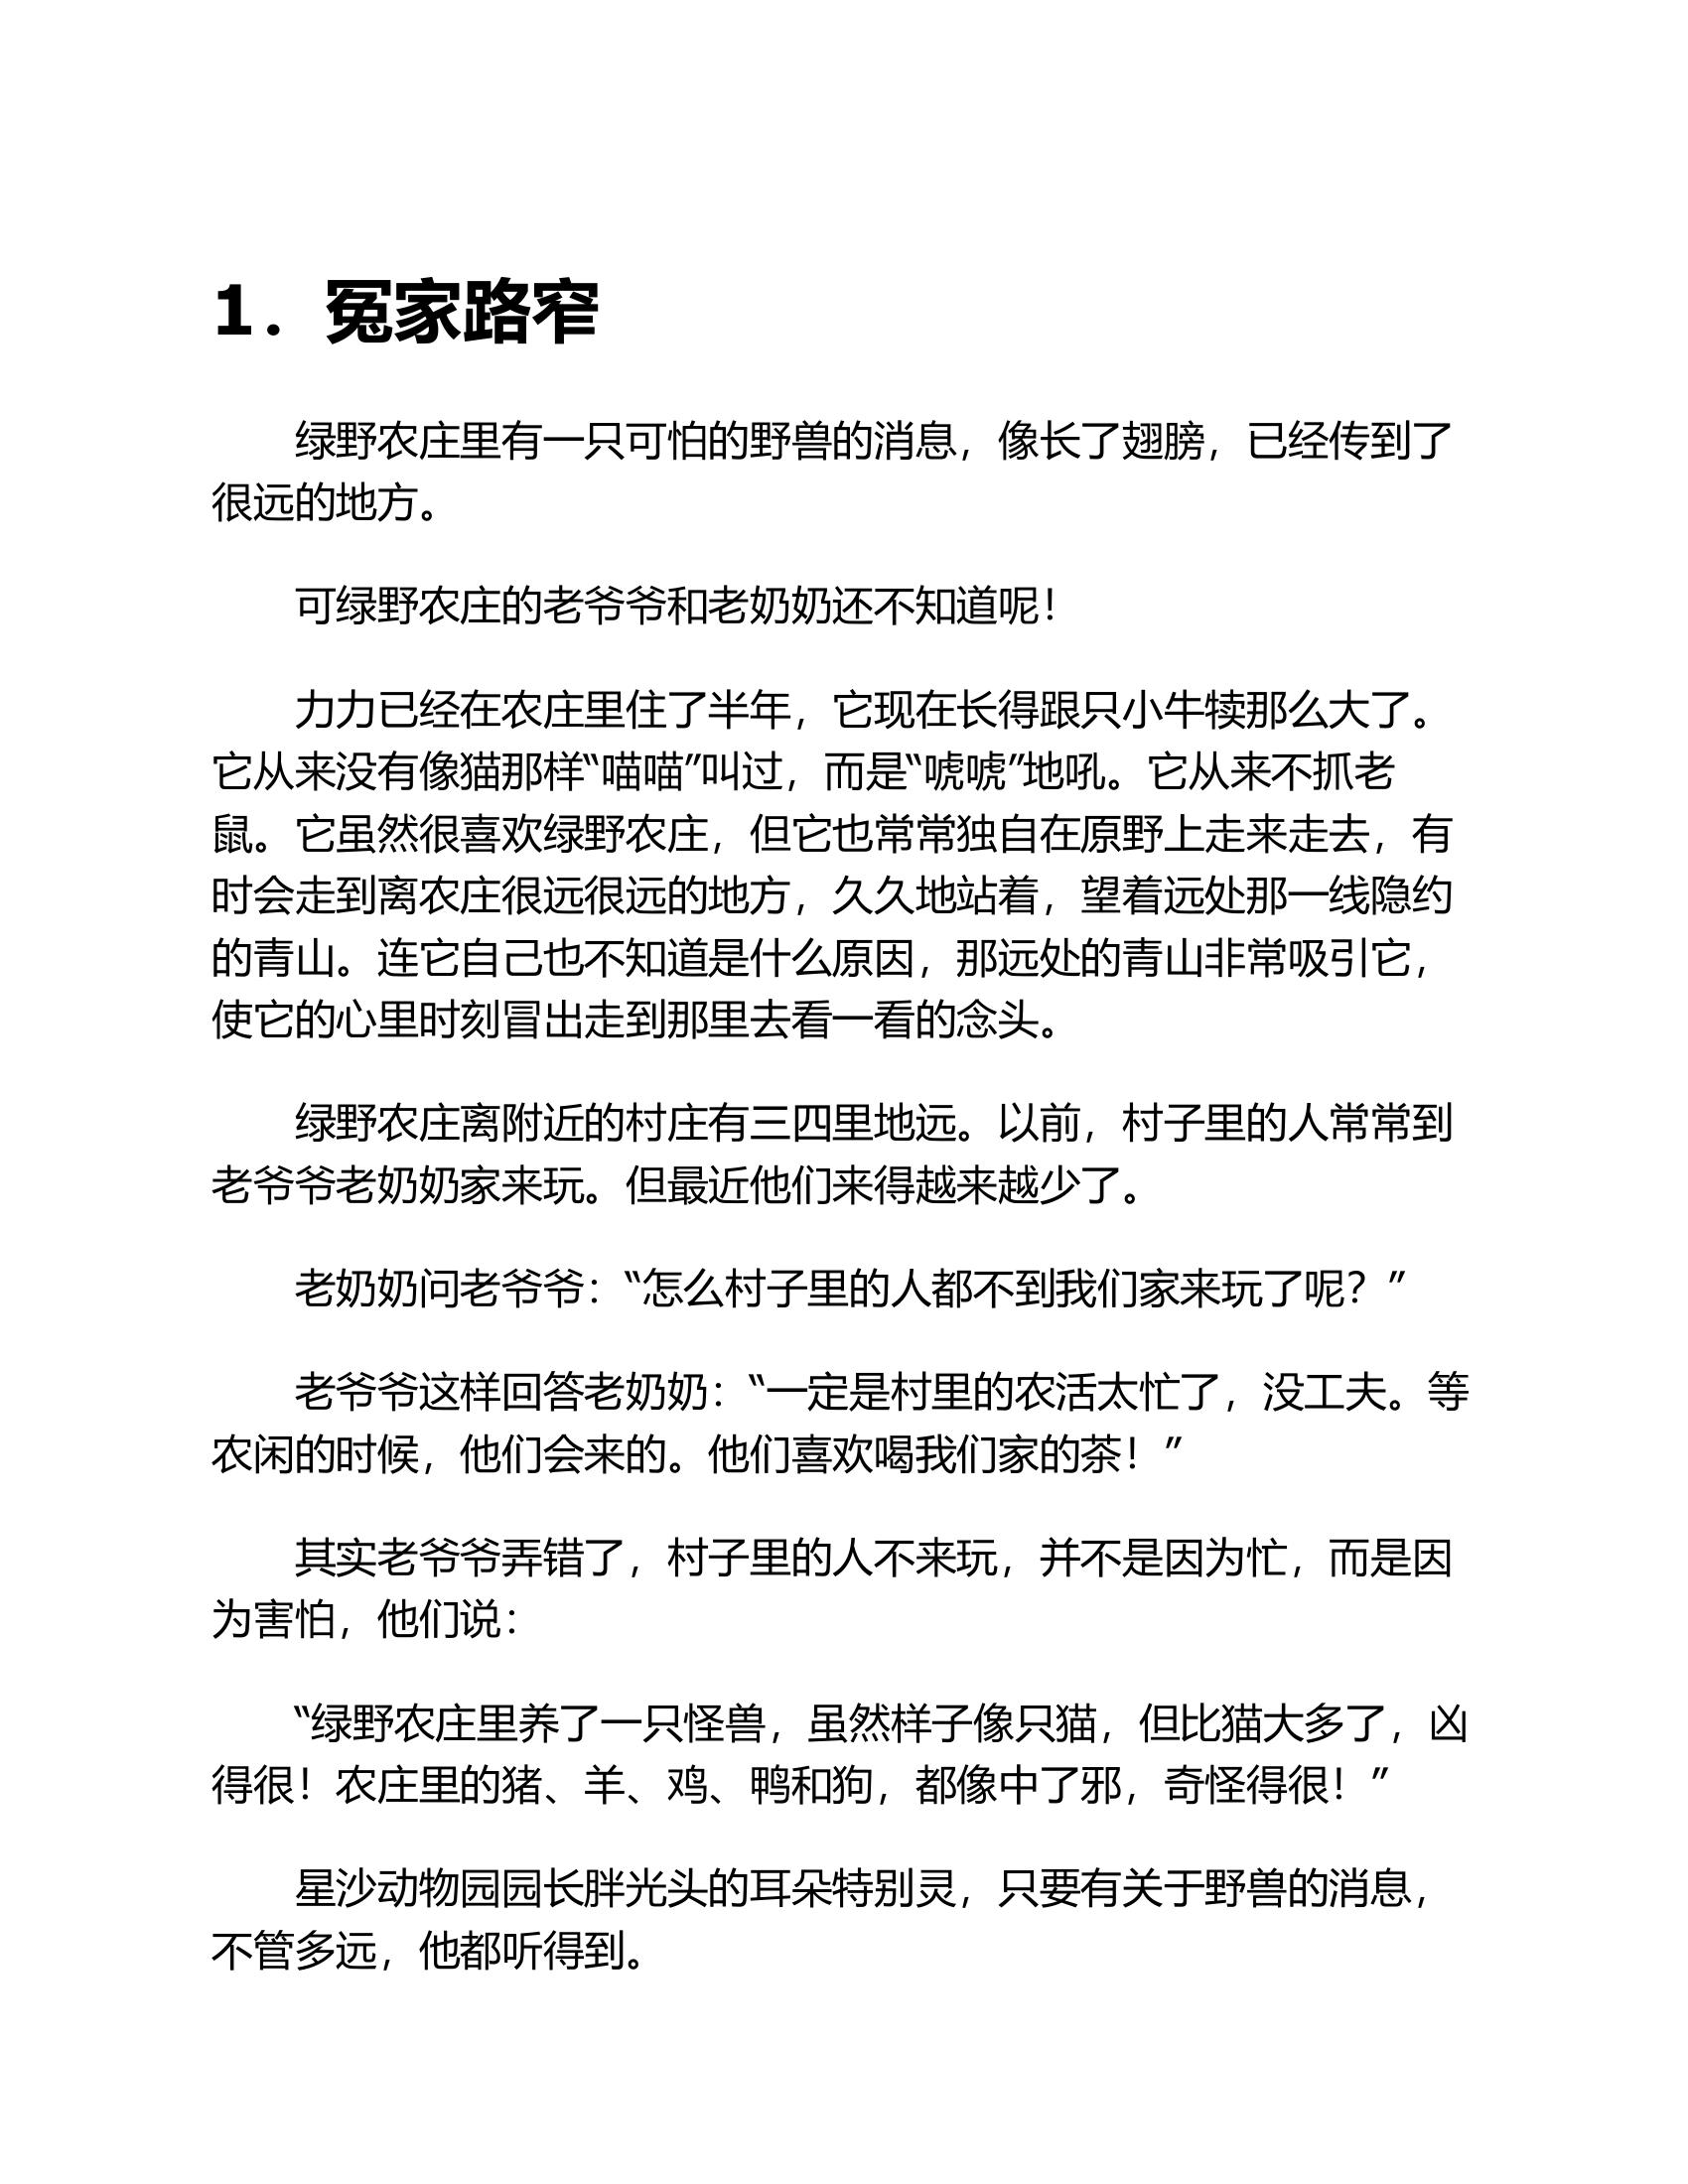 1．冤家路窄
绿野农庄里有一只可怕的野兽的消息，像长了翅膀，已经传到了
很远的地方。
可绿野农庄的老爷爷和老奶奶还不知道呢！
力力已经在农庄里住了半年，它现在长得跟只小牛犊那么大了。
它从来没有像猫那样“喵喵”叫过，而是“唬唬”地吼。它从来不抓老
鼠。它虽然很喜欢绿野农庄，但它也常常独自在原野上走来走去，有
时会走到离农庄很远很远的地方，久久地站着，望着远处那一线隐约
的青山。连它自己也不知道是什么原因，那远处的青山非常吸引它，
使它的心里时刻冒出走到那里去看一看的念头。
绿野农庄离附近的村庄有三四里地远。以前，村子里的人常常到
老爷爷老奶奶家来玩。但最近他们来得越来越少了。
老奶奶问老爷爷：“怎么村子里的人都不到我们家来玩了呢？”
老爷爷这样回答老奶奶：“一定是村里的农活太忙了，没工夫。等
农闲的时候，他们会来的。他们喜欢喝我们家的茶！”
其实老爷爷弄错了，村子里的人不来玩，并不是因为忙，而是因
为害怕，他们说：
“绿野农庄里养了一只怪兽，虽然样子像只猫，但比猫大多了，凶
得很！农庄里的猪、羊、鸡、鸭和狗，都像中了邪，奇怪得很！”
星沙动物园园长胖光头的耳朵特别灵，只要有关于野兽的消息，
不管多远，他都听得到。